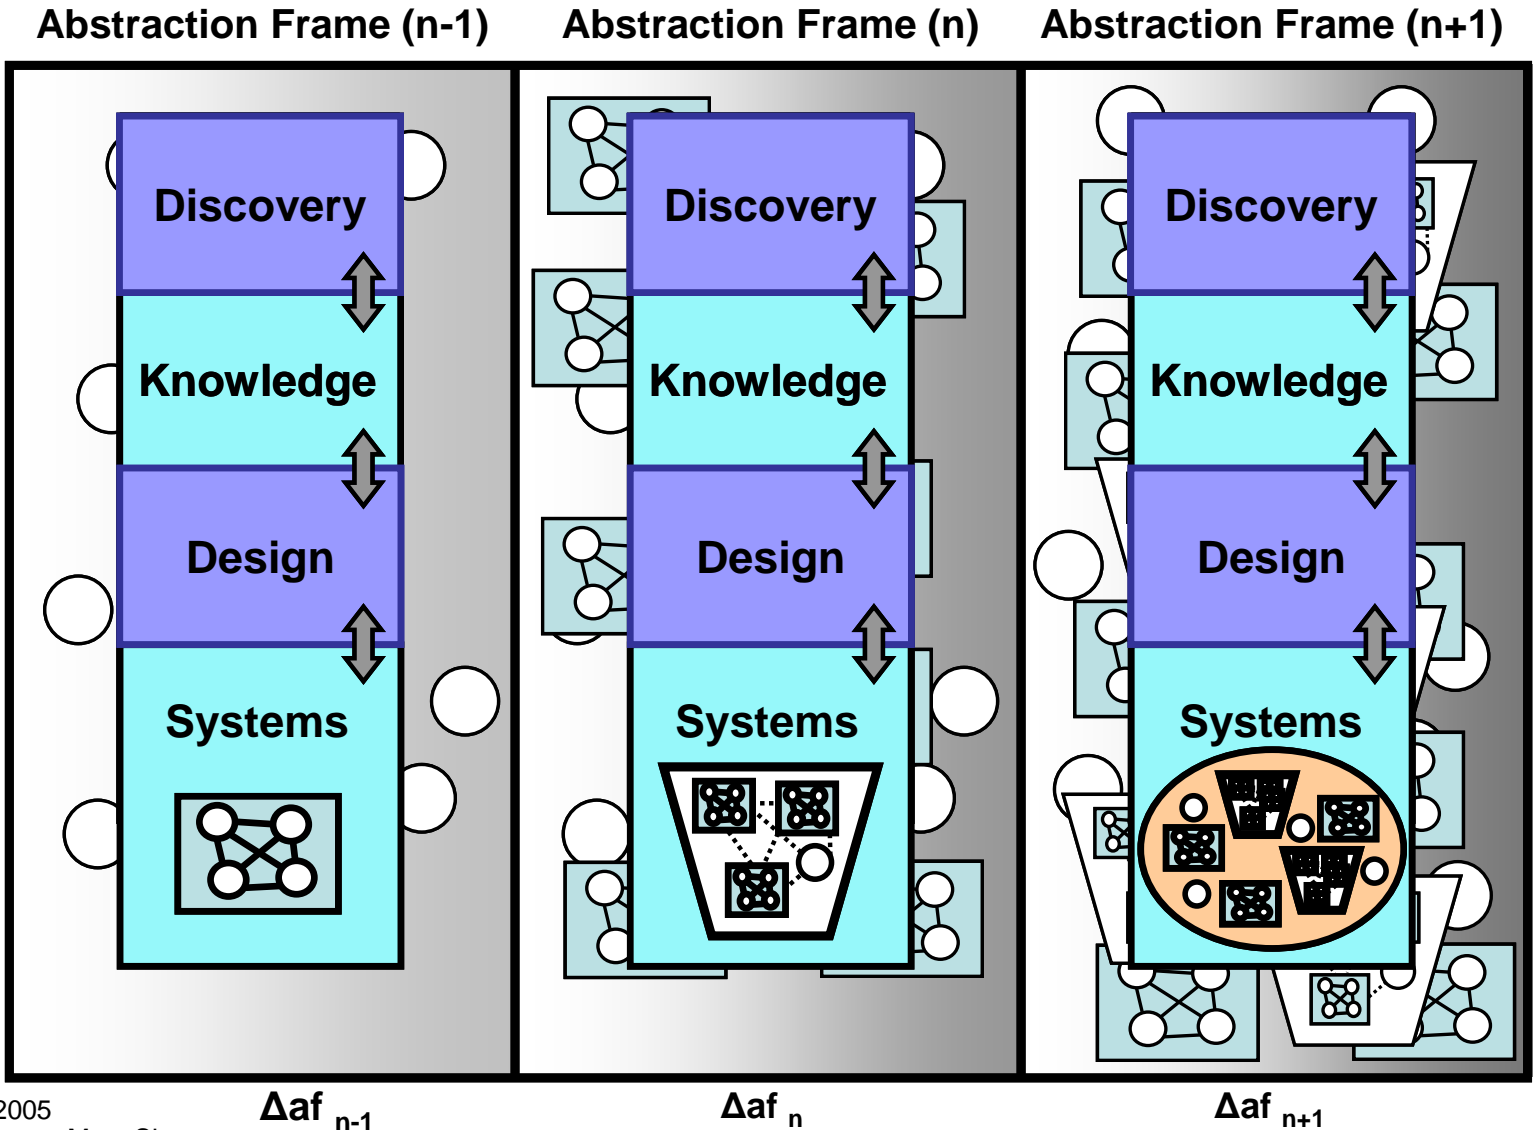 Abstraction Frame (n-1)
Abstraction Frame (n)
Abstraction Frame (n+1)
Discovery
Knowledge
Design
Systems
Discovery
Knowledge
Design
Systems
Discovery
Knowledge
Design
Systems
2005
Δaf n-1
Δaf n
Δaf n+1